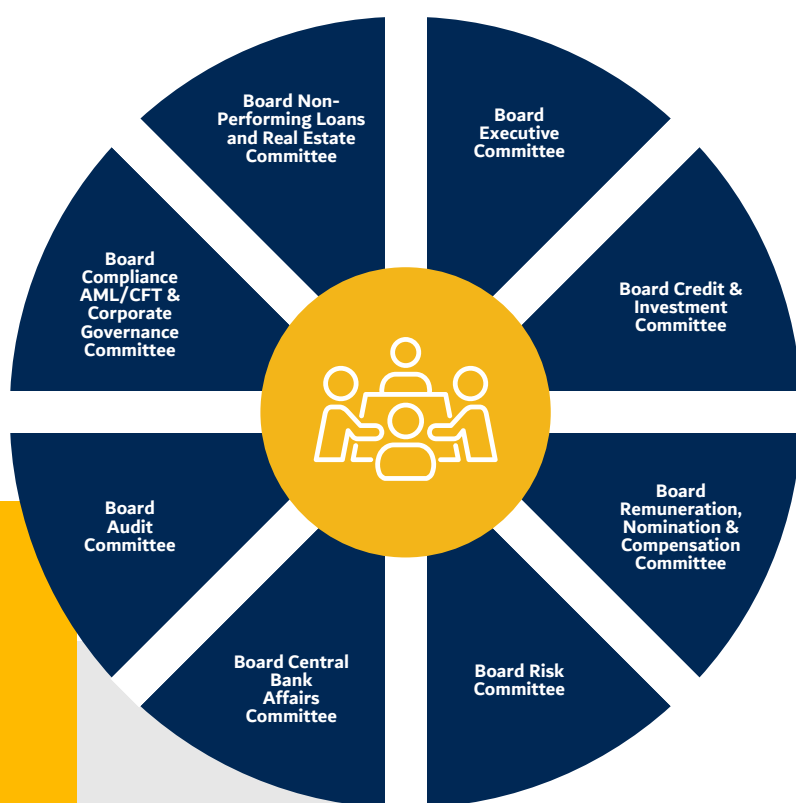 Board Non-
Performing Loans
and Real Estate
Committee
Board
Executive
Committee
Board Credit &
Investment
Committee
Board
Remuneration,
Nomination &
Compensation
Committee
Board Risk
Committee
Board Central
Bank
Affairs
Committee
Board
Audit
Committee
Board
Compliance
AML/CFT &
Corporate
Governance
Committee